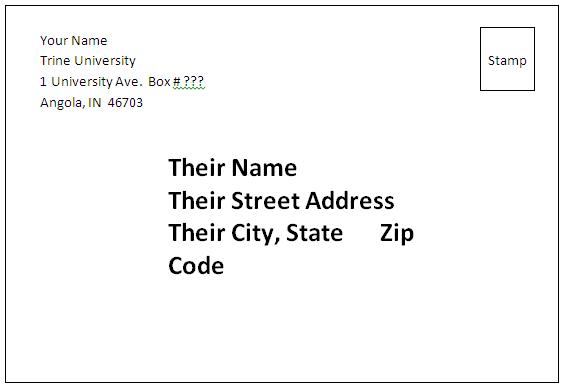 Your Name
Trine University
1 University Ave.  Box # ???
Angola, IN  46703
Stamp
Their Name
Their Street Address
Their City, State      Zip
Code